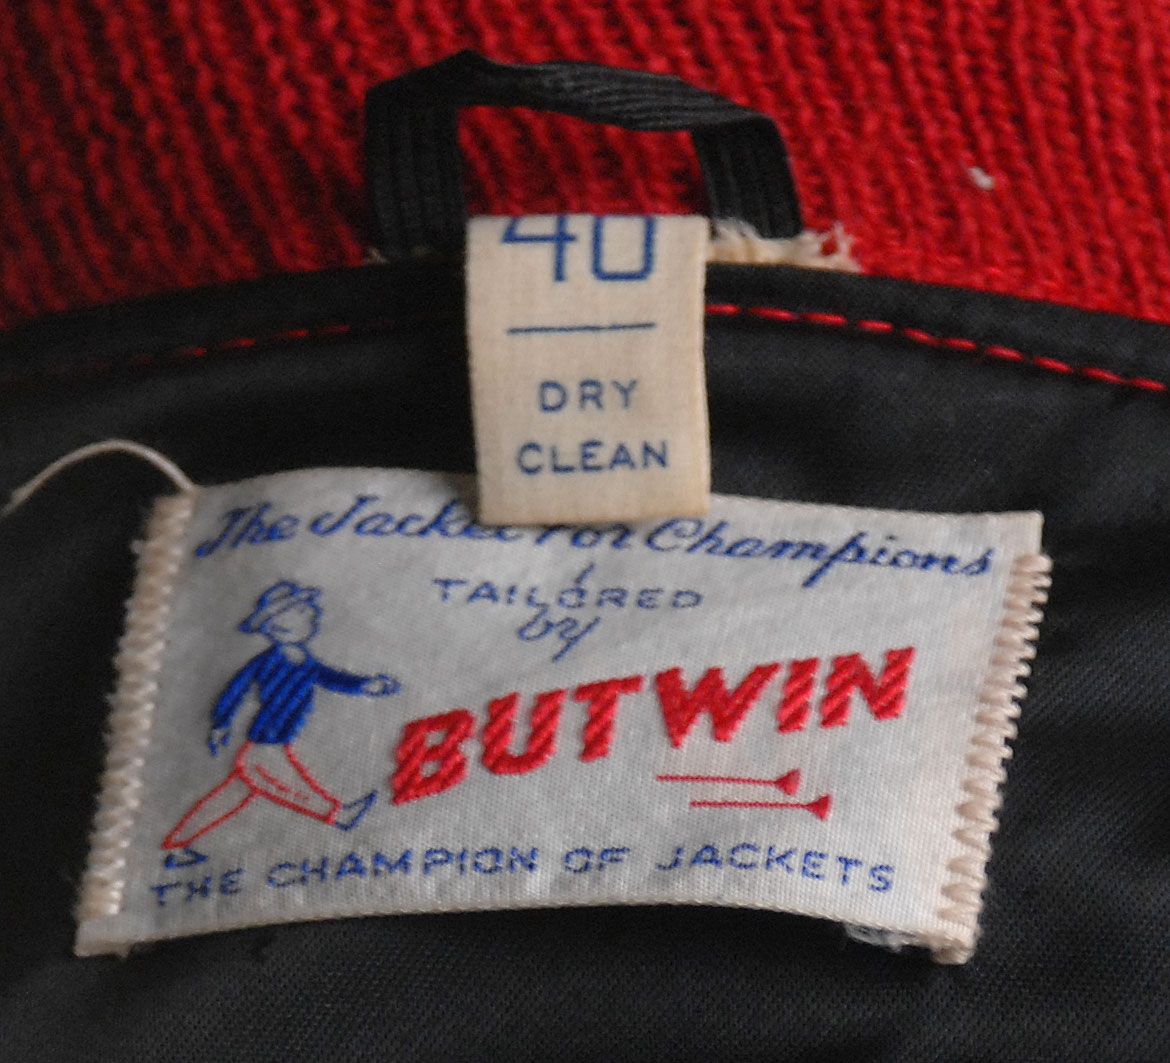 40
DRY
CLEAN
The Jacket For Champions
TAILORED
by
BUTWIN
THE CHAMPION OF JACKETS